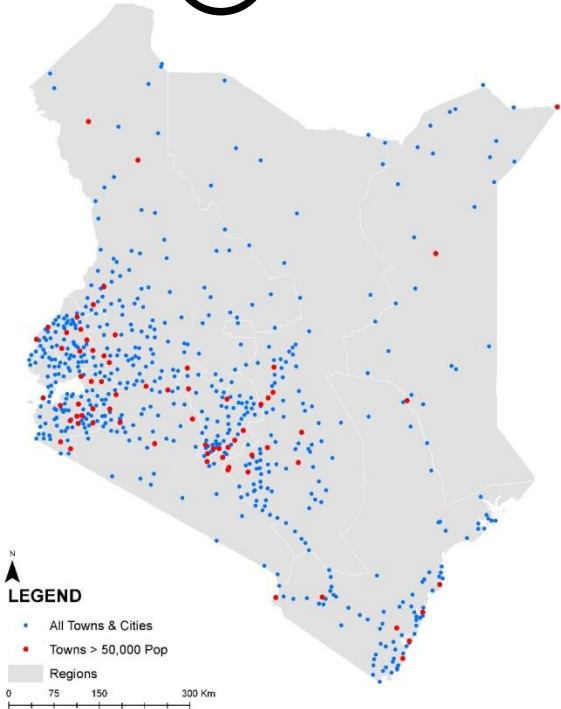 N
LEGEND
All Towns & Cities
Towns > 50,000 Pop
Regions
0 75 150 300 Km